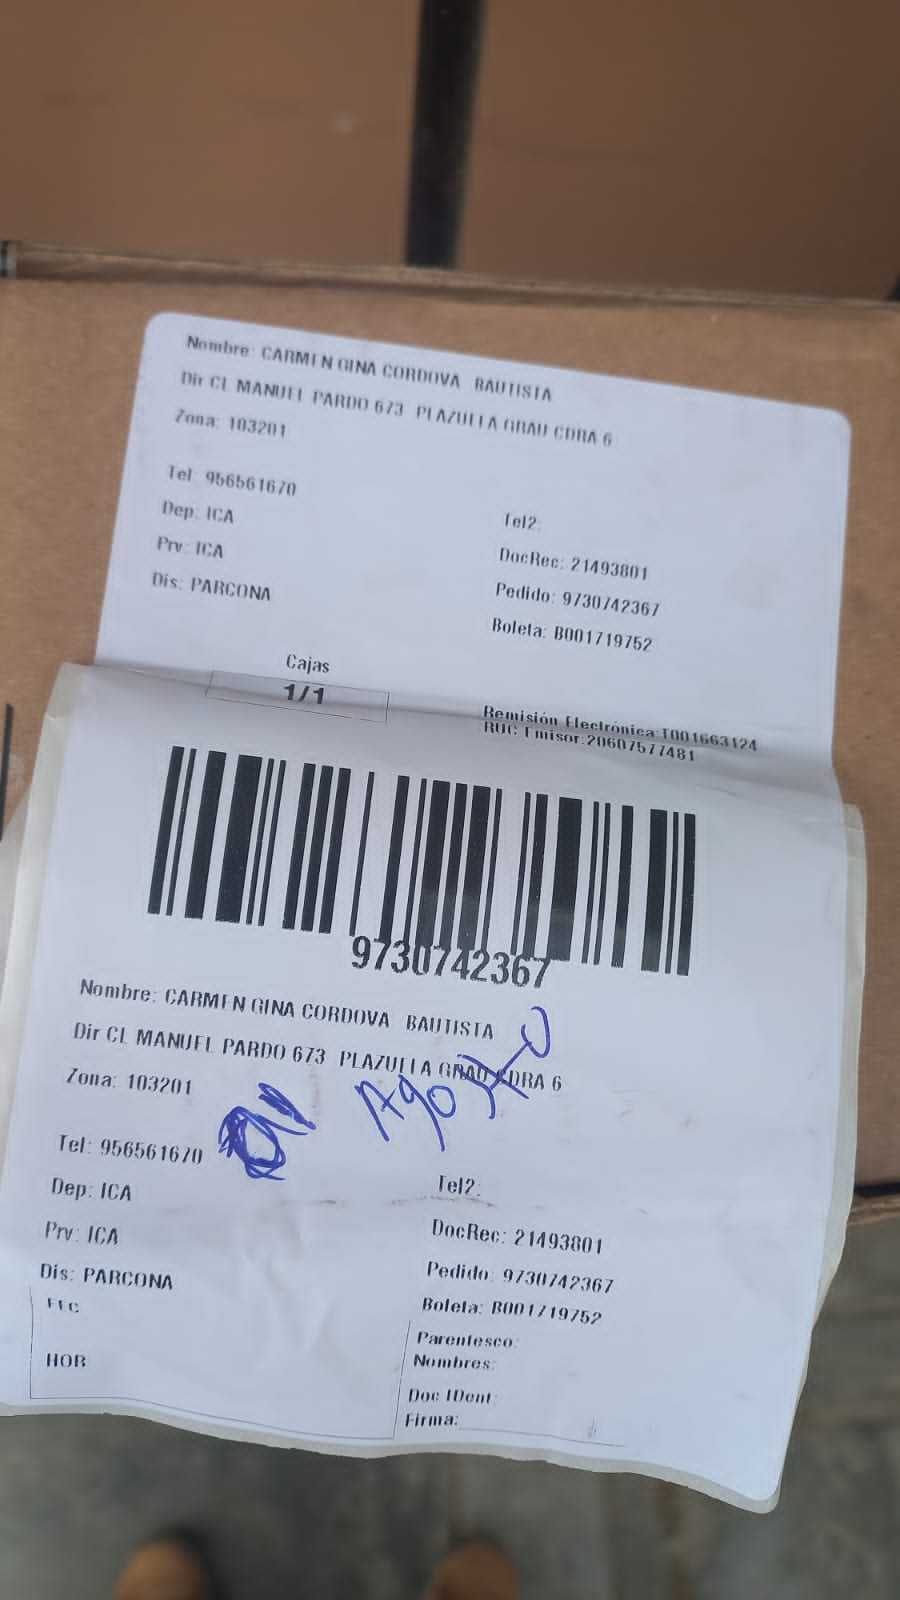 Nombre: CARMEN GINA CORDOVA BAUTISTA
Dir CL MANUEL PARDO 673 PLAZUELA GRAU CDRA 6
Zona: 103201
Tel: 956561670
Tel2:
Dep: ICA
DocRec: 21493801
Prv: ICA
Pedido: 9730742367
Dis: PARCONA
Boleta: B001719752
Cajas
1/1
Remisión Electrónica:T001663124
RUC Emisor:20607577481
9730742367
Nombre: CARMEN GINA CORDOVA BAUTISTA
Dir CL MANUEL PARDO 673 PLAZUELA GRAU CDRA 6
Zona: 103201
Agosto
Tel: 956561670
Tel2:
Dep: ICA
DocRec: 21493801
Prv: ICA
Pedido: 9730742367
Dis: PARCONA
Boleta: B001719752
FEC
Parentesco:
Nombres:
HOR
Doc IDent:
Firma: